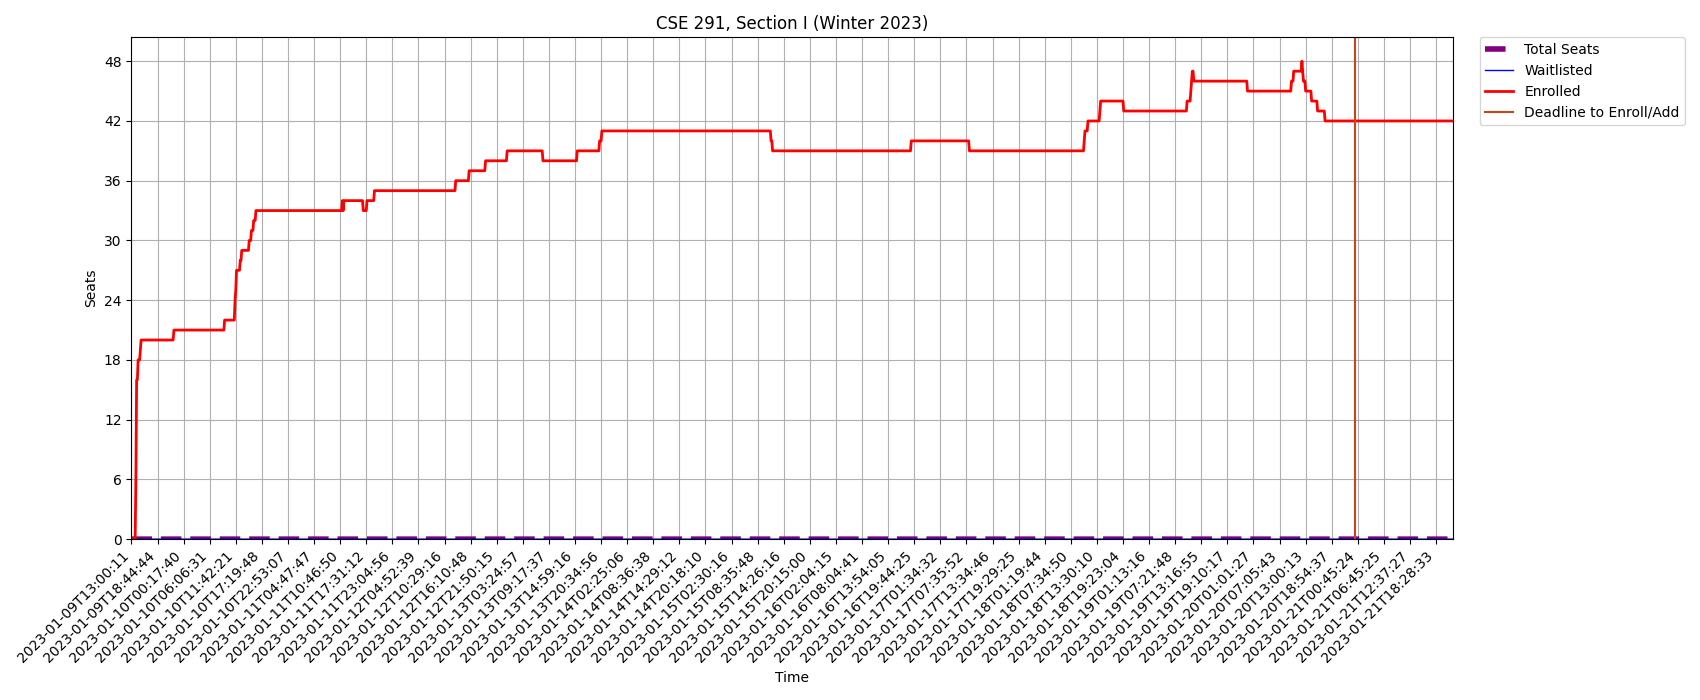 CSE 291, Section I (Winter 2023)
Total Seats
Waitlisted
Enrolled
Deadline to Enroll/Add
Seats
48
42
36
30
24
18
12
6
0
2023-01-09T13:00:11
2023-01-09T18:44:44
2023-01-10T00:17:40
2023-01-10T06:06:31
2023-01-10T11:42:21
2023-01-10T17:19:48
2023-01-10T22:53:07
2023-01-11T04:47:47
2023-01-11T10:46:50
2023-01-11T17:31:12
2023-01-11T23:04:56
2023-01-12T04:52:39
2023-01-12T10:29:16
2023-01-12T16:10:48
2023-01-12T21:50:15
2023-01-13T03:24:57
2023-01-13T09:17:37
2023-01-13T14:59:16
2023-01-13T20:34:56
2023-01-14T02:25:06
2023-01-14T08:36:38
2023-01-14T14:29:12
2023-01-14T20:18:10
2023-01-15T02:30:16
2023-01-15T08:35:48
2023-01-15T14:26:16
2023-01-15T20:15:00
2023-01-16T02:04:15
2023-01-16T08:04:41
2023-01-16T13:54:05
2023-01-16T19:44:25
2023-01-17T01:34:32
2023-01-17T07:35:52
2023-01-17T13:34:46
2023-01-17T19:29:25
2023-01-18T01:19:44
2023-01-18T07:34:50
2023-01-18T13:30:10
2023-01-18T19:23:04
2023-01-19T01:13:16
2023-01-19T07:21:48
2023-01-19T13:16:55
2023-01-19T19:10:17
2023-01-20T01:01:27
2023-01-20T07:05:43
2023-01-20T13:00:13
2023-01-20T18:54:37
2023-01-21T00:45:24
2023-01-21T06:45:25
2023-01-21T12:37:27
2023-01-21T18:28:33
Time